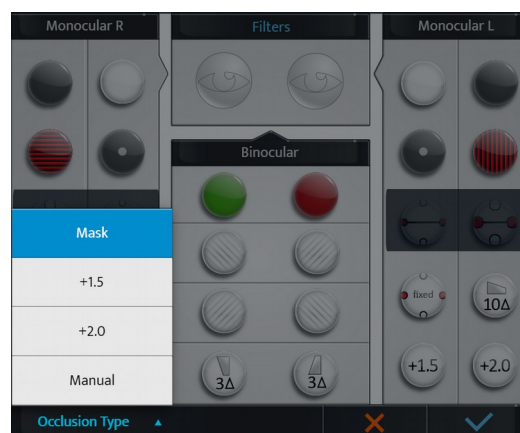 Monocular R
Filters
Monocular L
Binocular
Mask
+1.5
+2.0
Manual
fixed
10Δ
3Δ
3Δ
+1.5
+2.0
Occlusion Type